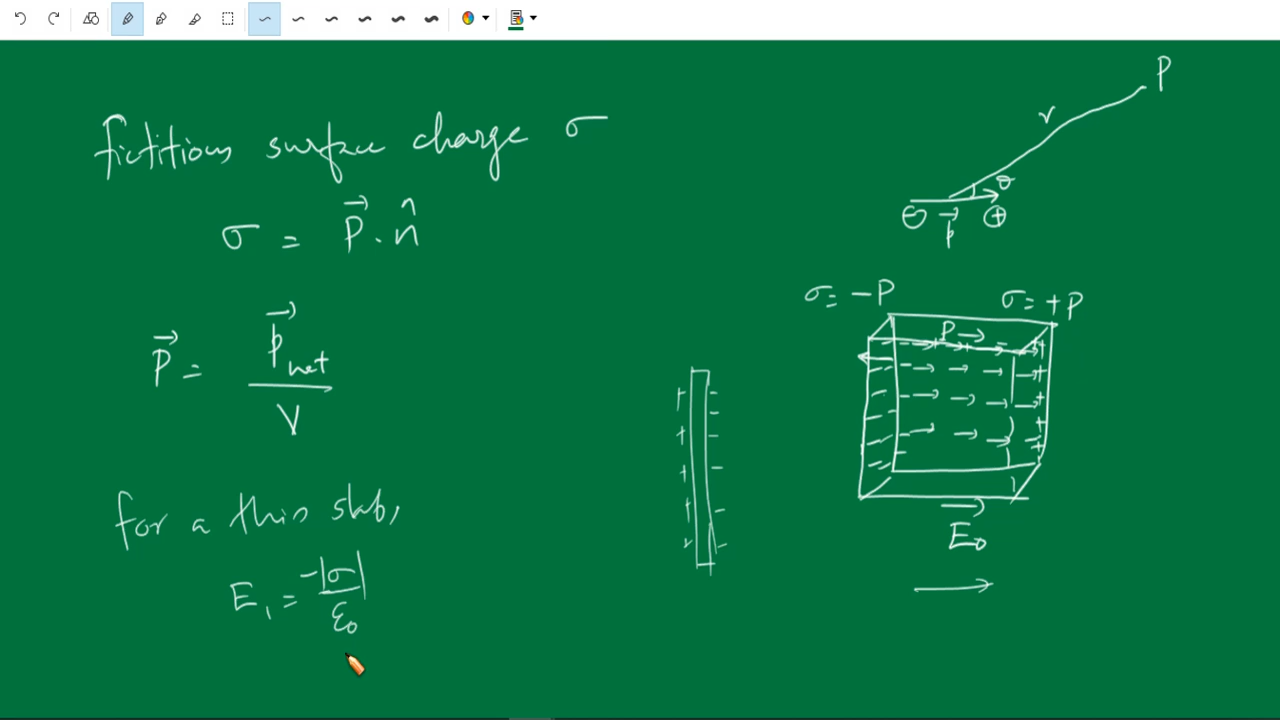 fictitious surface charge σ
σ = P⃗ . n̂
P⃗ = p⃗net / V
for a thin slab,
E₁ = -|σ| / ε₀
P
r
θ
⊖ p⃗ ⊕
σ = -P
σ = +P
P →
E₀